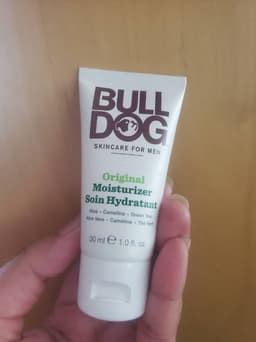 BULL
DOG
SKINCARE FOR MEN
Original
Moisturizer
Soin Hydratant
Aloe - Camelina - Green Tea
Aloe Vera - Caméline - Thé Vert
30 ml ℮ 1.0 fl. oz.